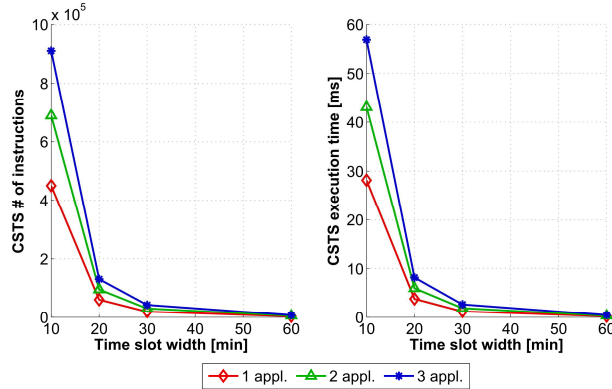 10 x 10⁵
8
6
4
2
0
10 20 30 40 50 60
CSTS # of instructions
Time slot width [min]
60
50
40
30
20
10
0
10 20 30 40 50 60
CSTS execution time [ms]
Time slot width [min]
1 appl. 2 appl. 3 appl.